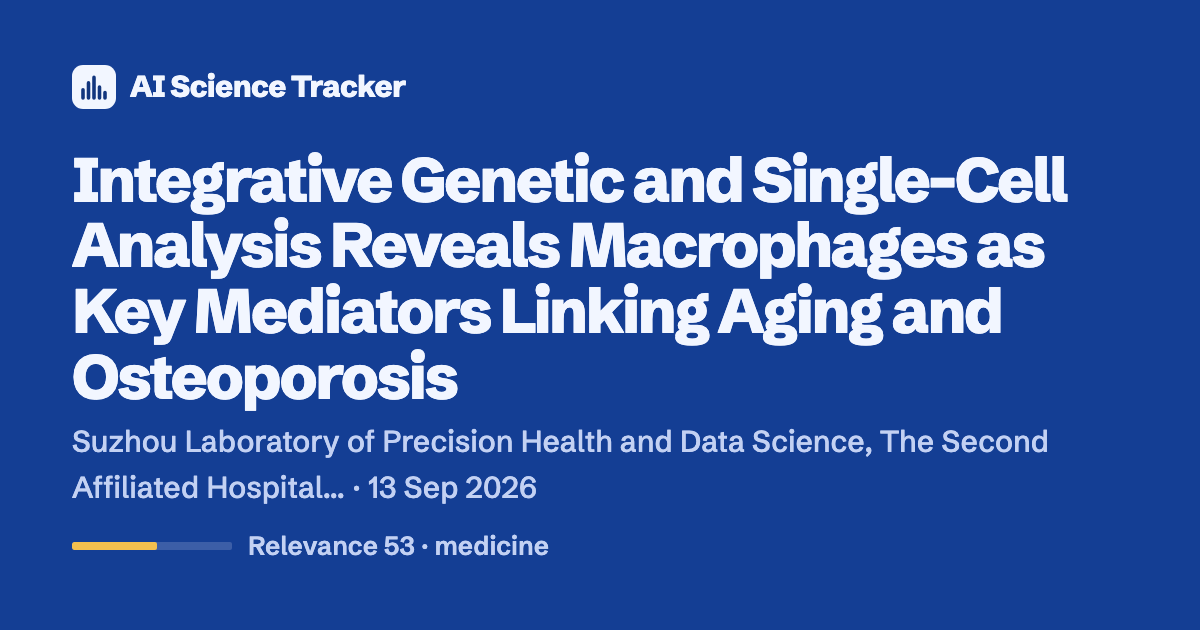 AI Science Tracker
Integrative Genetic and Single-Cell
Analysis Reveals Macrophages as
Key Mediators Linking Aging and
Osteoporosis
Suzhou Laboratory of Precision Health and Data Science, The Second
Affiliated Hospital... · 13 Sep 2026
Relevance 53 · medicine